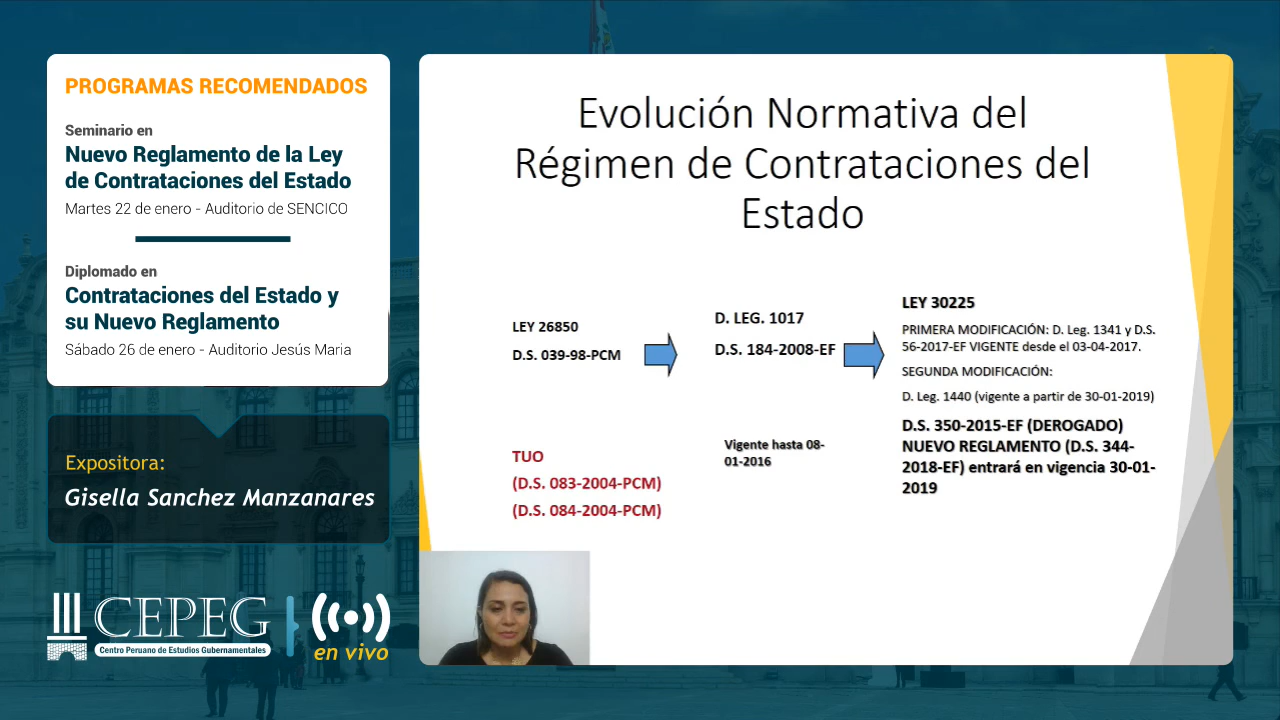 PROGRAMAS RECOMENDADOS
Seminario en
Nuevo Reglamento de la Ley
de Contrataciones del Estado
Martes 22 de enero - Auditorio de SENCICO
Diplomado en
Contrataciones del Estado y
su Nuevo Reglamento
Sábado 26 de enero - Auditorio Jesús Maria
Expositora:
Gisella Sanchez Manzanares
CEPEG
Centro Peruano de Estudios Gubernamentales
en vivo
Evolución Normativa del
Régimen de Contrataciones del
Estado
LEY 26850
D.S. 039-98-PCM
TUO
(D.S. 083-2004-PCM)
(D.S. 084-2004-PCM)
D. LEG. 1017
D.S. 184-2008-EF
Vigente hasta 08-
01-2016
LEY 30225
PRIMERA MODIFICACIÓN: D. Leg. 1341 y D.S.
56-2017-EF VIGENTE desde el 03-04-2017.
SEGUNDA MODIFICACIÓN:
D. Leg. 1440 (vigente a partir de 30-01-2019)
D.S. 350-2015-EF (DEROGADO)
NUEVO REGLAMENTO (D.S. 344-
2018-EF) entrará en vigencia 30-01-
2019